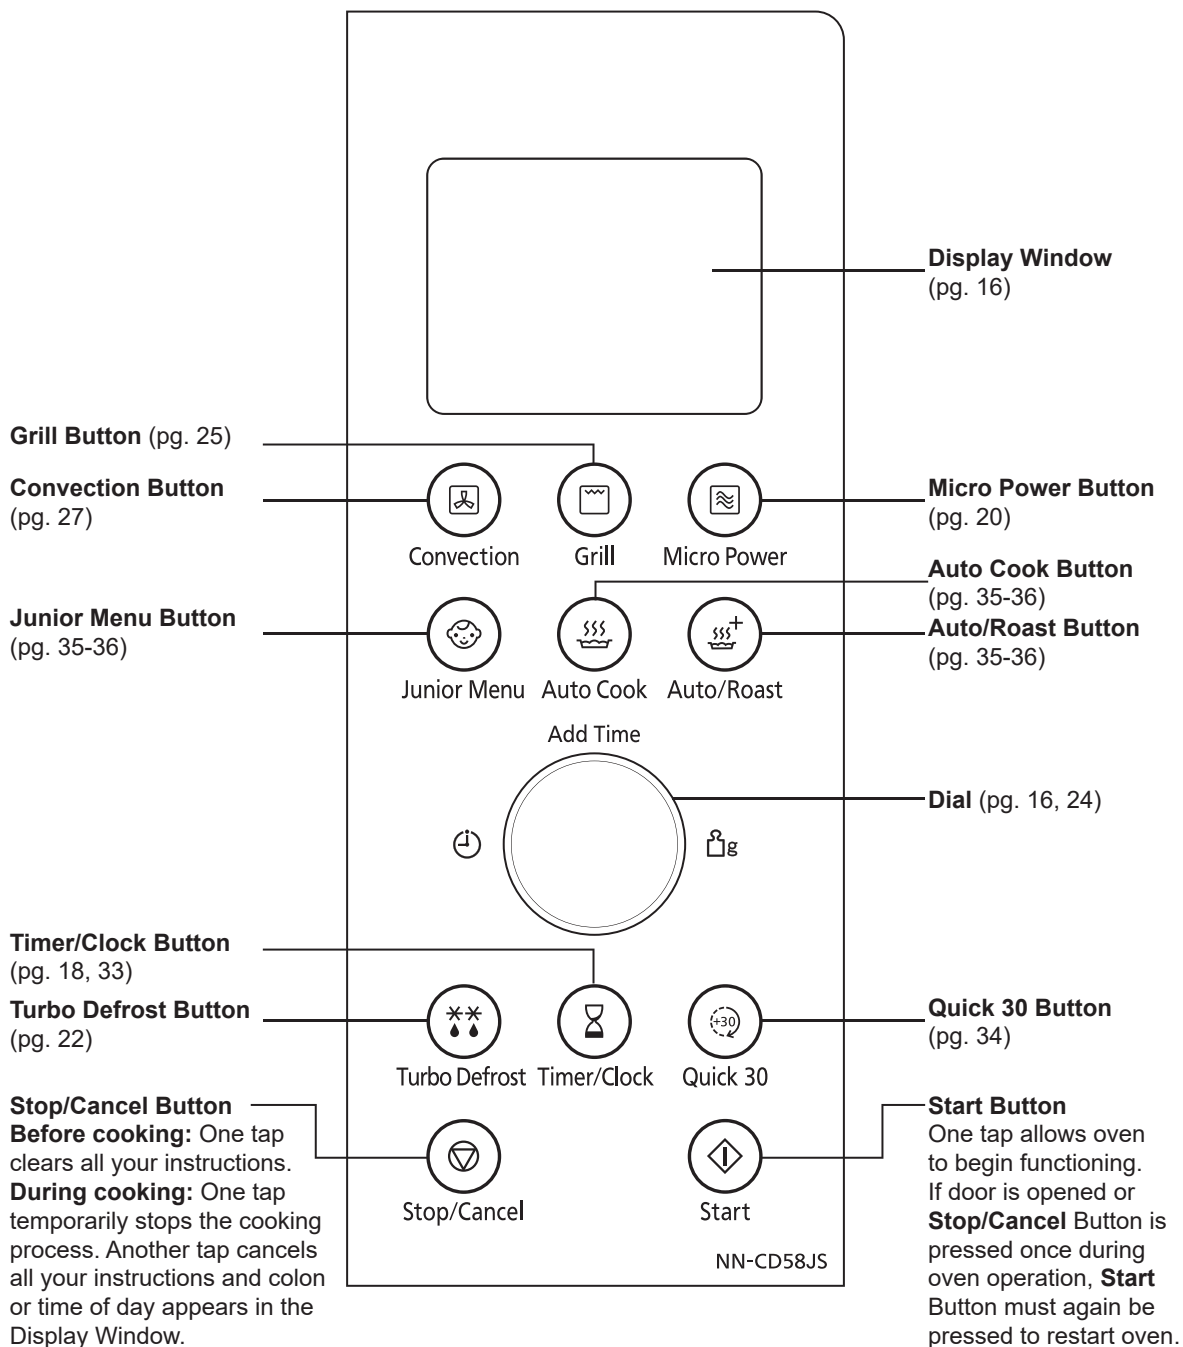 Display Window
(pg. 16)
Grill Button (pg. 25)
Convection Button
(pg. 27)
Micro Power Button
(pg. 20)
Convection
Grill
Micro Power
Auto Cook Button
(pg. 35-36)
Junior Menu Button
(pg. 35-36)
Auto/Roast Button
(pg. 35-36)
Junior Menu
Auto Cook
Auto/Roast
Add Time
Dial (pg. 16, 24)
g
Timer/Clock Button
(pg. 18, 33)
Turbo Defrost Button
(pg. 22)
+30
Quick 30 Button
(pg. 34)
Turbo Defrost
Timer/Clock
Quick 30
Stop/Cancel Button
Before cooking: One tap
clears all your instructions.
During cooking: One tap
temporarily stops the cooking
process. Another tap cancels
all your instructions and colon
or time of day appears in the
Display Window.
Stop/Cancel
Start
NN-CD58JS
Start Button
One tap allows oven
to begin functioning.
If door is opened or
Stop/Cancel Button is
pressed once during
oven operation, Start
Button must again be
pressed to restart oven.